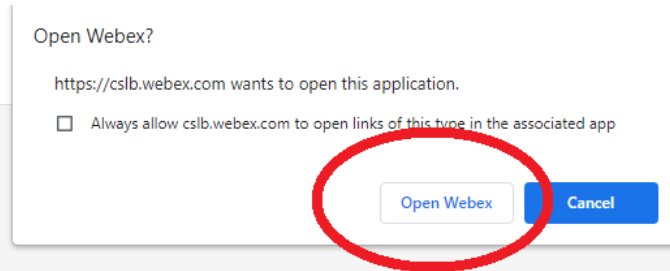 Open Webex?
https://cslb.webex.com wants to open this application.
Always allow cslb.webex.com to open links of this type in the associated app
Open Webex Cancel